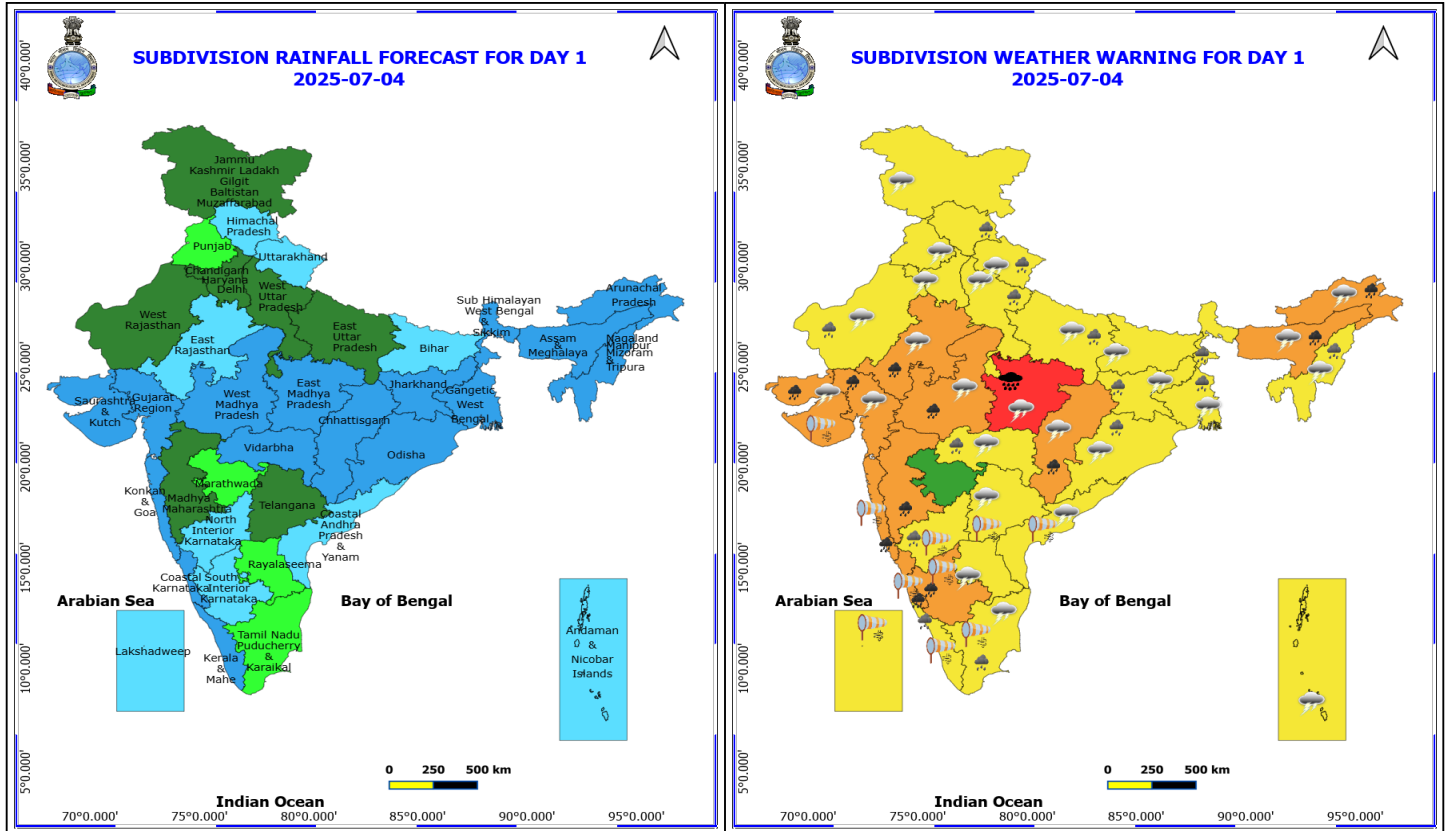 SUBDIVISION RAINFALL FORECAST FOR DAY 1
2025-07-04
40°0.000'
35°0.000'
30°0.000'
25°0.000'
20°0.000'
15°0.000'
10°0.000'
5°0.000'
Jammu
Kashmir Ladakh
Gilgit
Baltistan
Muzaffarabad
Himachal
Pradesh
Punjab
Uttarakhand
Chandigarh
Haryana
Delhi
West
Uttar
Pradesh
West
Rajasthan
East
Rajasthan
East
Uttar
Pradesh
Bihar
Sub Himalayan
West Bengal
&
Sikkim
Arunachal
Pradesh
Assam
&
Meghalaya
Nagaland
Manipur
Mizoram
&
Tripura
Saurashtra
&
Kutch
Gujarat
Region
West
Madhya
Pradesh
East
Madhya
Pradesh
Jharkhand
Gangetic
West
Bengal
Chhattisgarh
Odisha
Vidarbha
Konkan
&
Goa
Madhya
Maharashtra
Marathwada
Telangana
North
Interior
Karnataka
Coastal
Andhra
Pradesh
&
Yanam
Rayalaseema
Coastal
Karnataka
South
Interior
Karnataka
Tamil Nadu
Puducherry
&
Karaikal
Kerala
&
Mahe
Lakshadweep
Andaman
&
Nicobar
Islands
Arabian Sea
Bay of Bengal
0 250 500 km
Indian Ocean
70°0.000' 75°0.000' 80°0.000' 85°0.000' 90°0.000' 95°0.000'
SUBDIVISION WEATHER WARNING FOR DAY 1
2025-07-04
40°0.000'
35°0.000'
30°0.000'
25°0.000'
20°0.000'
15°0.000'
10°0.000'
5°0.000'
Arabian Sea
Bay of Bengal
0 250 500 km
Indian Ocean
70°0.000' 75°0.000' 80°0.000' 85°0.000' 90°0.000' 95°0.000'